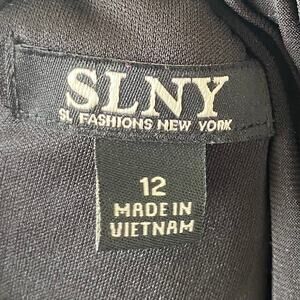 SLNY
SL FASHIONS NEW YORK
12
MADE IN
VIETNAM